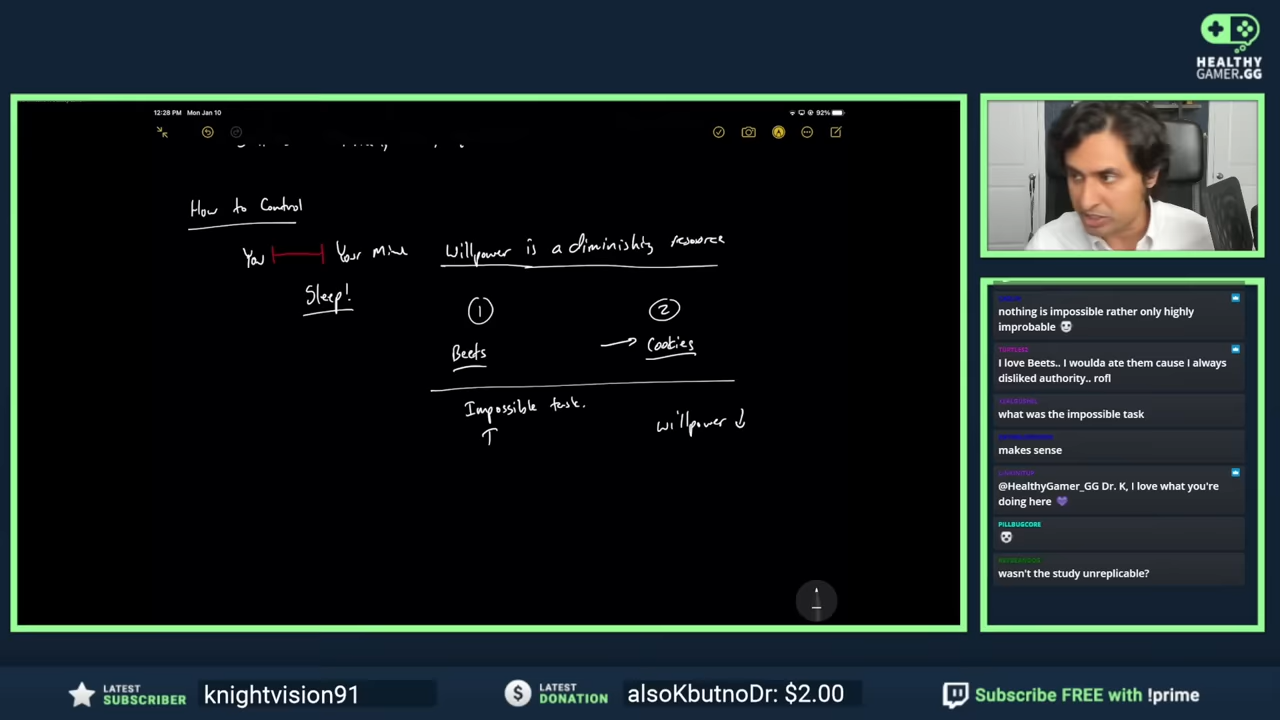 HEALTHY
GAMER.GG
12:28 PM Mon Jan 10
92%
How to Control
You Your Mind
Willpower is a diminishing resource
Sleep!
1 2
Beets Cookies
Impossible task.
willpower ↓
nothing is impossible rather only highly
improbable
I love Beets.. I woulda ate them cause I always
disliked authority.. rofl
what was the impossible task
makes sense
@HealthyGamer_GG Dr. K, I love what you're
doing here 💜
PILLBUGCORE
wasn't the study unreplicable?
LATEST
SUBSCRIBER
knightvision91
$
LATEST
DONATION
alsoKbutnoDr: $2.00
Subscribe FREE with !prime